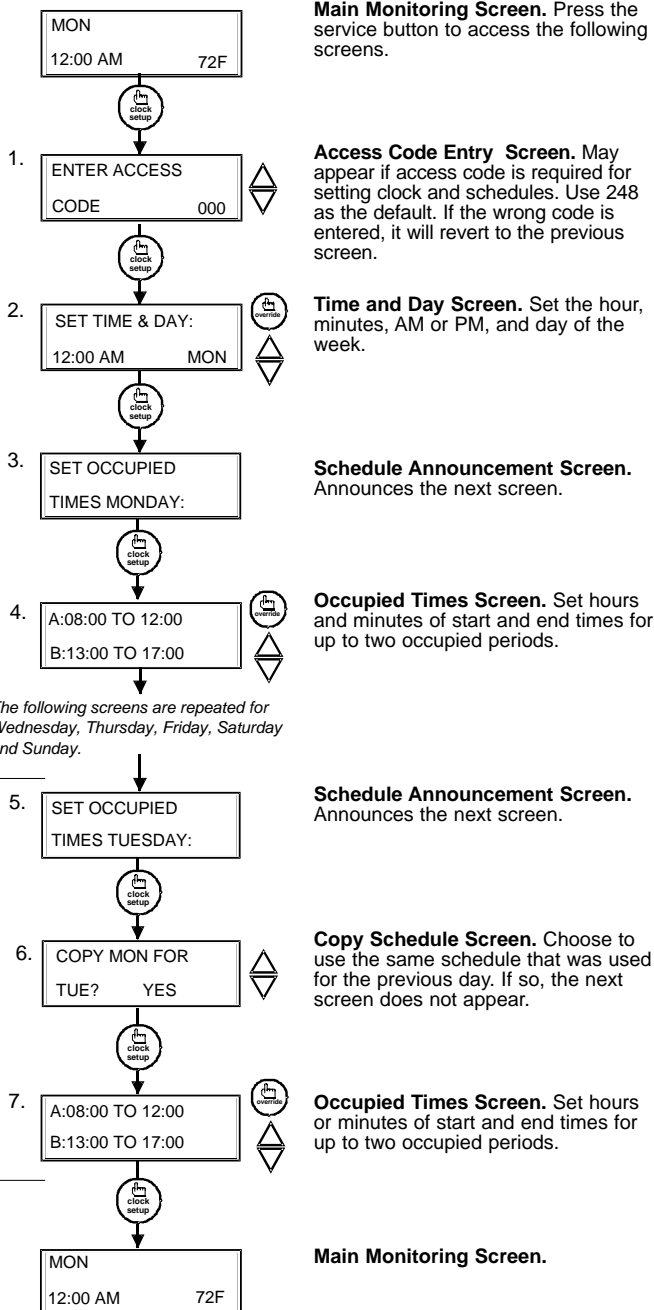 Main Monitoring Screen. Press the
service button to access the following
screens.
MON
12:00 AM 72F
clock
setup
1.
ENTER ACCESS
CODE 000
Access Code Entry Screen. May
appear if access code is required for
setting clock and schedules. Use 248
as the default. If the wrong code is
entered, it will revert to the previous
screen.
clock
setup
2.
SET TIME & DAY:
12:00 AM MON
override
Time and Day Screen. Set the hour,
minutes, AM or PM, and day of the
week.
clock
setup
3.
SET OCCUPIED
TIMES MONDAY:
Schedule Announcement Screen.
Announces the next screen.
clock
setup
4.
A:08:00 TO 12:00
B:13:00 TO 17:00
override
Occupied Times Screen. Set hours
and minutes of start and end times for
up to two occupied periods.
he following screens are repeated for
Wednesday, Thursday, Friday, Saturday
nd Sunday.
5.
SET OCCUPIED
TIMES TUESDAY:
Schedule Announcement Screen.
Announces the next screen.
clock
setup
6.
COPY MON FOR
TUE? YES
Copy Schedule Screen. Choose to
use the same schedule that was used
for the previous day. If so, the next
screen does not appear.
clock
setup
7.
A:08:00 TO 12:00
B:13:00 TO 17:00
override
Occupied Times Screen. Set hours
or minutes of start and end times for
up to two occupied periods.
clock
setup
MON
12:00 AM 72F
Main Monitoring Screen.